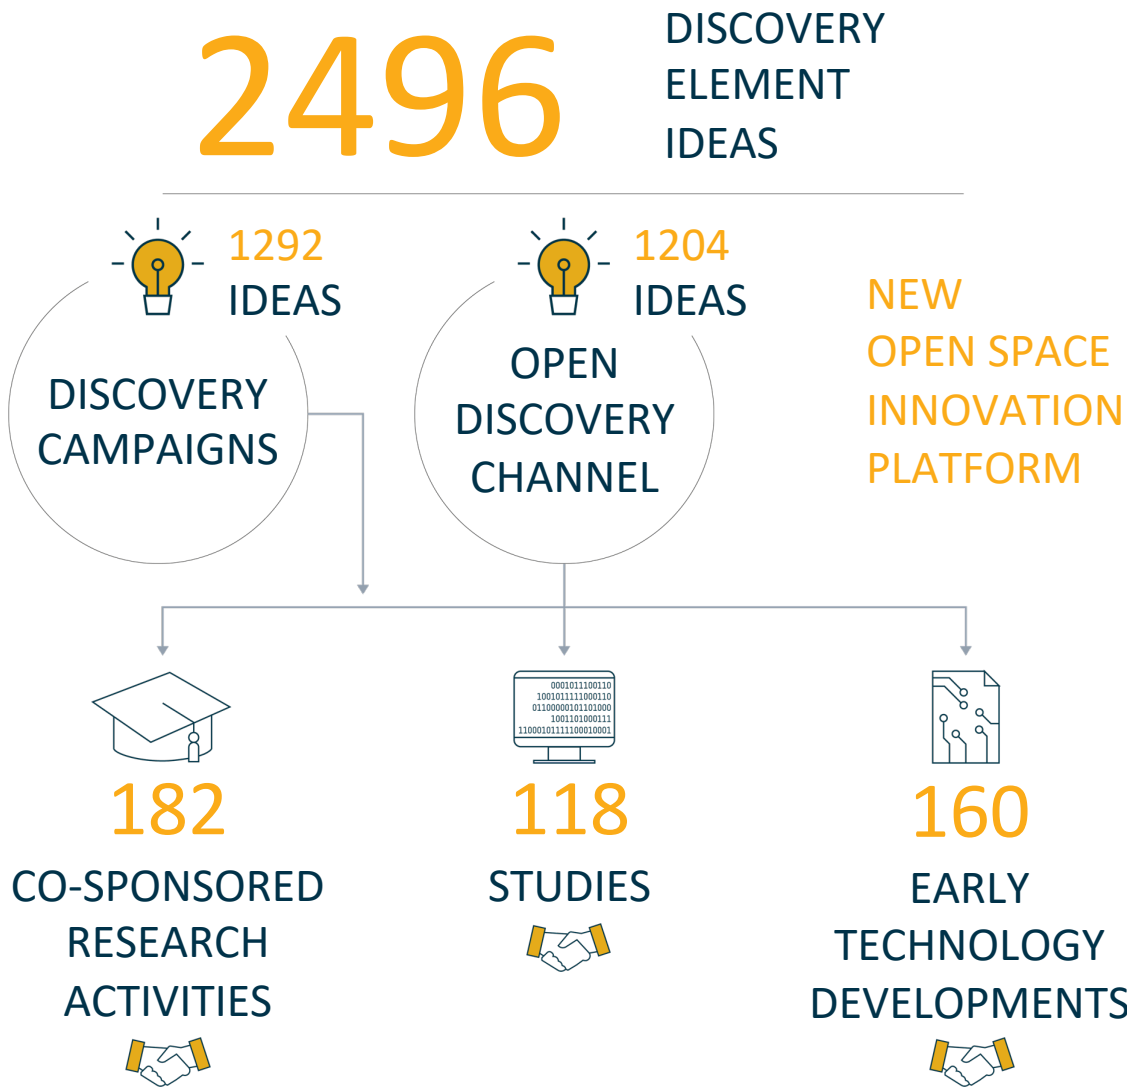 2496
DISCOVERY
ELEMENT
IDEAS
1292
IDEAS
DISCOVERY
CAMPAIGNS
1204
IDEAS
OPEN
DISCOVERY
CHANNEL
NEW
OPEN SPACE
INNOVATION
PLATFORM
0001011100110
1001011111000110
01100000101101000
1001101000111
11000101111100010001
182
CO-SPONSORED
RESEARCH
ACTIVITIES
118
STUDIES
160
EARLY
TECHNOLOGY
DEVELOPMENTS